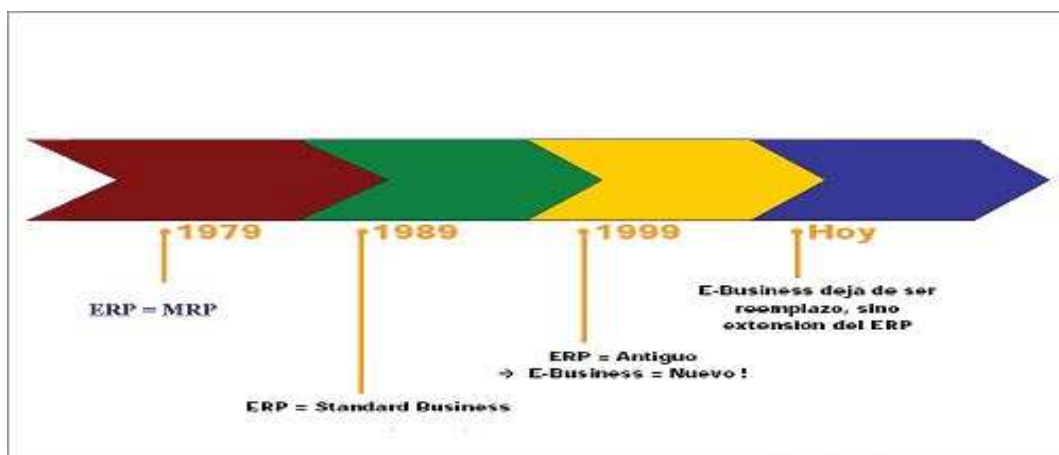 1979
1989
1999
Hoy
ERP = MRP
ERP = Standard Business
ERP = Antiguo
→ E-Business = Nuevo !
E-Business deja de ser
reemplazo, sino
extensión del ERP